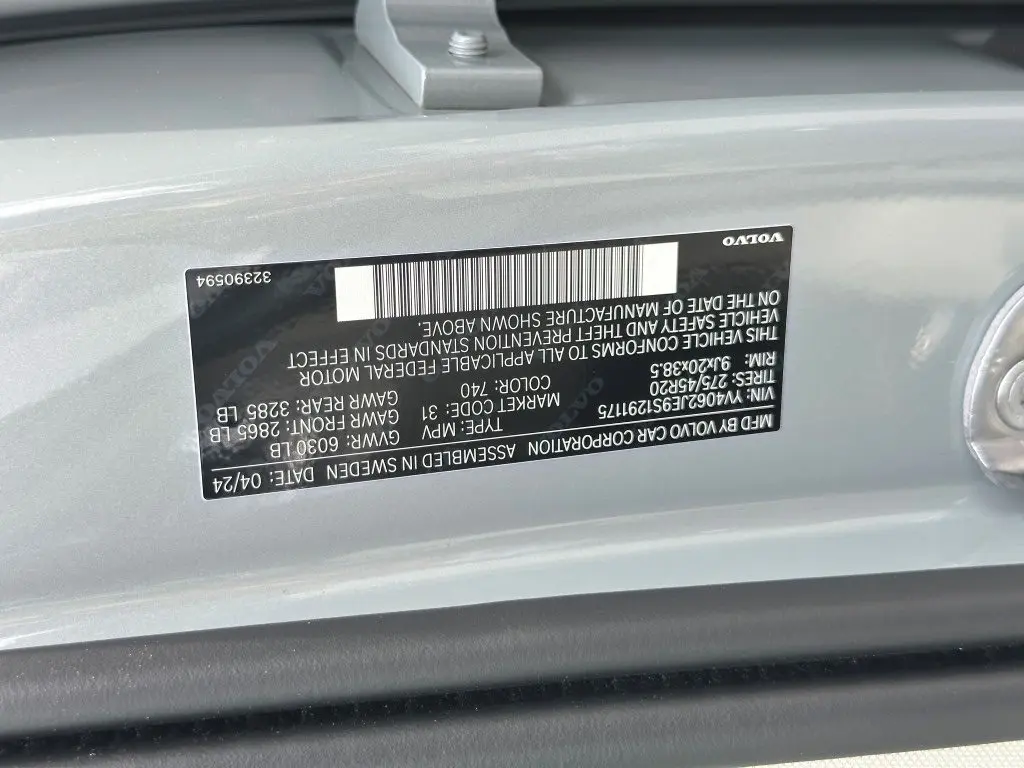 MFD BY VOLVO CAR CORPORATION ASSEMBLED IN SWEDEN DATE: 04/24
VIN: YV4062JE9S1291175 TYPE: MPV GVWR: 6030 LB
TIRES: 275/45R20 MARKET CODE: 31 GAWR FRONT: 2865 LB
RIM: 9Jx20x38.5 COLOR: 740 GAWR REAR: 3285 LB
THIS VEHICLE CONFORMS TO ALL APPLICABLE FEDERAL MOTOR
VEHICLE SAFETY AND THEFT PREVENTION STANDARDS IN EFFECT
ON THE DATE OF MANUFACTURE SHOWN ABOVE.
VOLVO 32390594